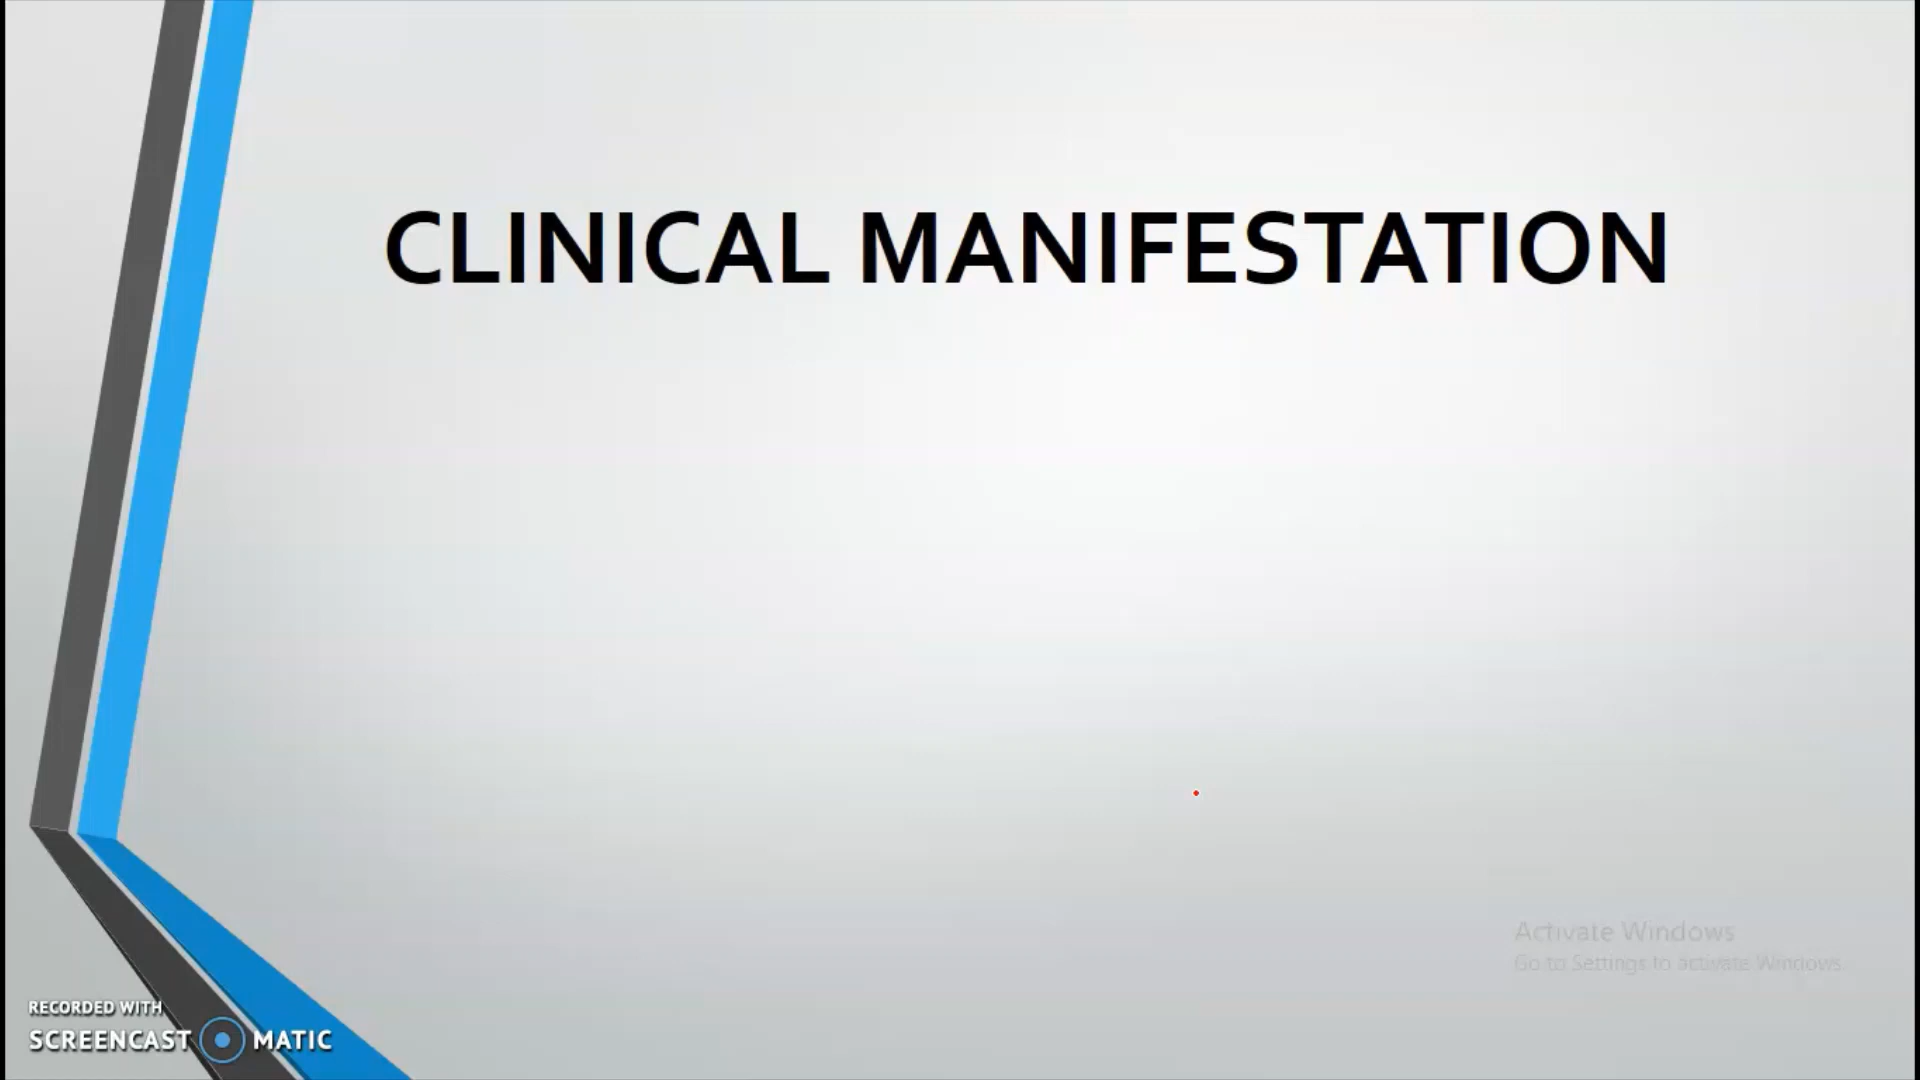 CLINICAL MANIFESTATION
Activate Windows
Go to Settings to activate Windows.
RECORDED WITH
SCREENCAST MATIC